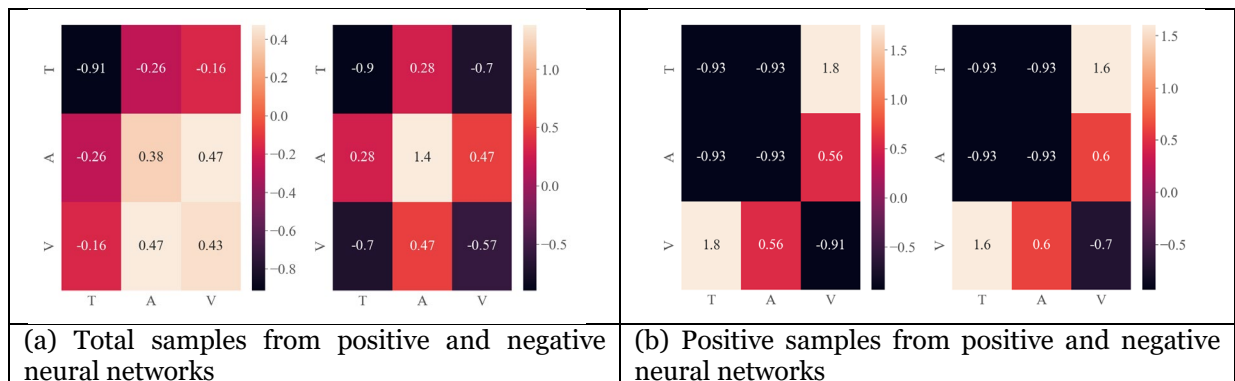 T -0.91 -0.26 -0.16
A -0.26 0.38 0.47
V -0.16 0.47 0.43
T A V
0.4
0.2
0.0
−0.2
−0.4
−0.6
−0.8
T -0.9 0.28 -0.7
A 0.28 1.4 0.47
V -0.7 0.47 -0.57
T A V
1.0
0.5
0.0
−0.5
(a) Total samples from positive and negative
neural networks
T -0.93 -0.93 1.8
A -0.93 -0.93 0.56
V 1.8 0.56 -0.91
T A V
1.5
1.0
0.5
0.0
−0.5
T -0.93 -0.93 1.6
A -0.93 -0.93 0.6
V 1.6 0.6 -0.7
T A V
1.5
1.0
0.5
0.0
−0.5
(b) Positive samples from positive and negative
neural networks